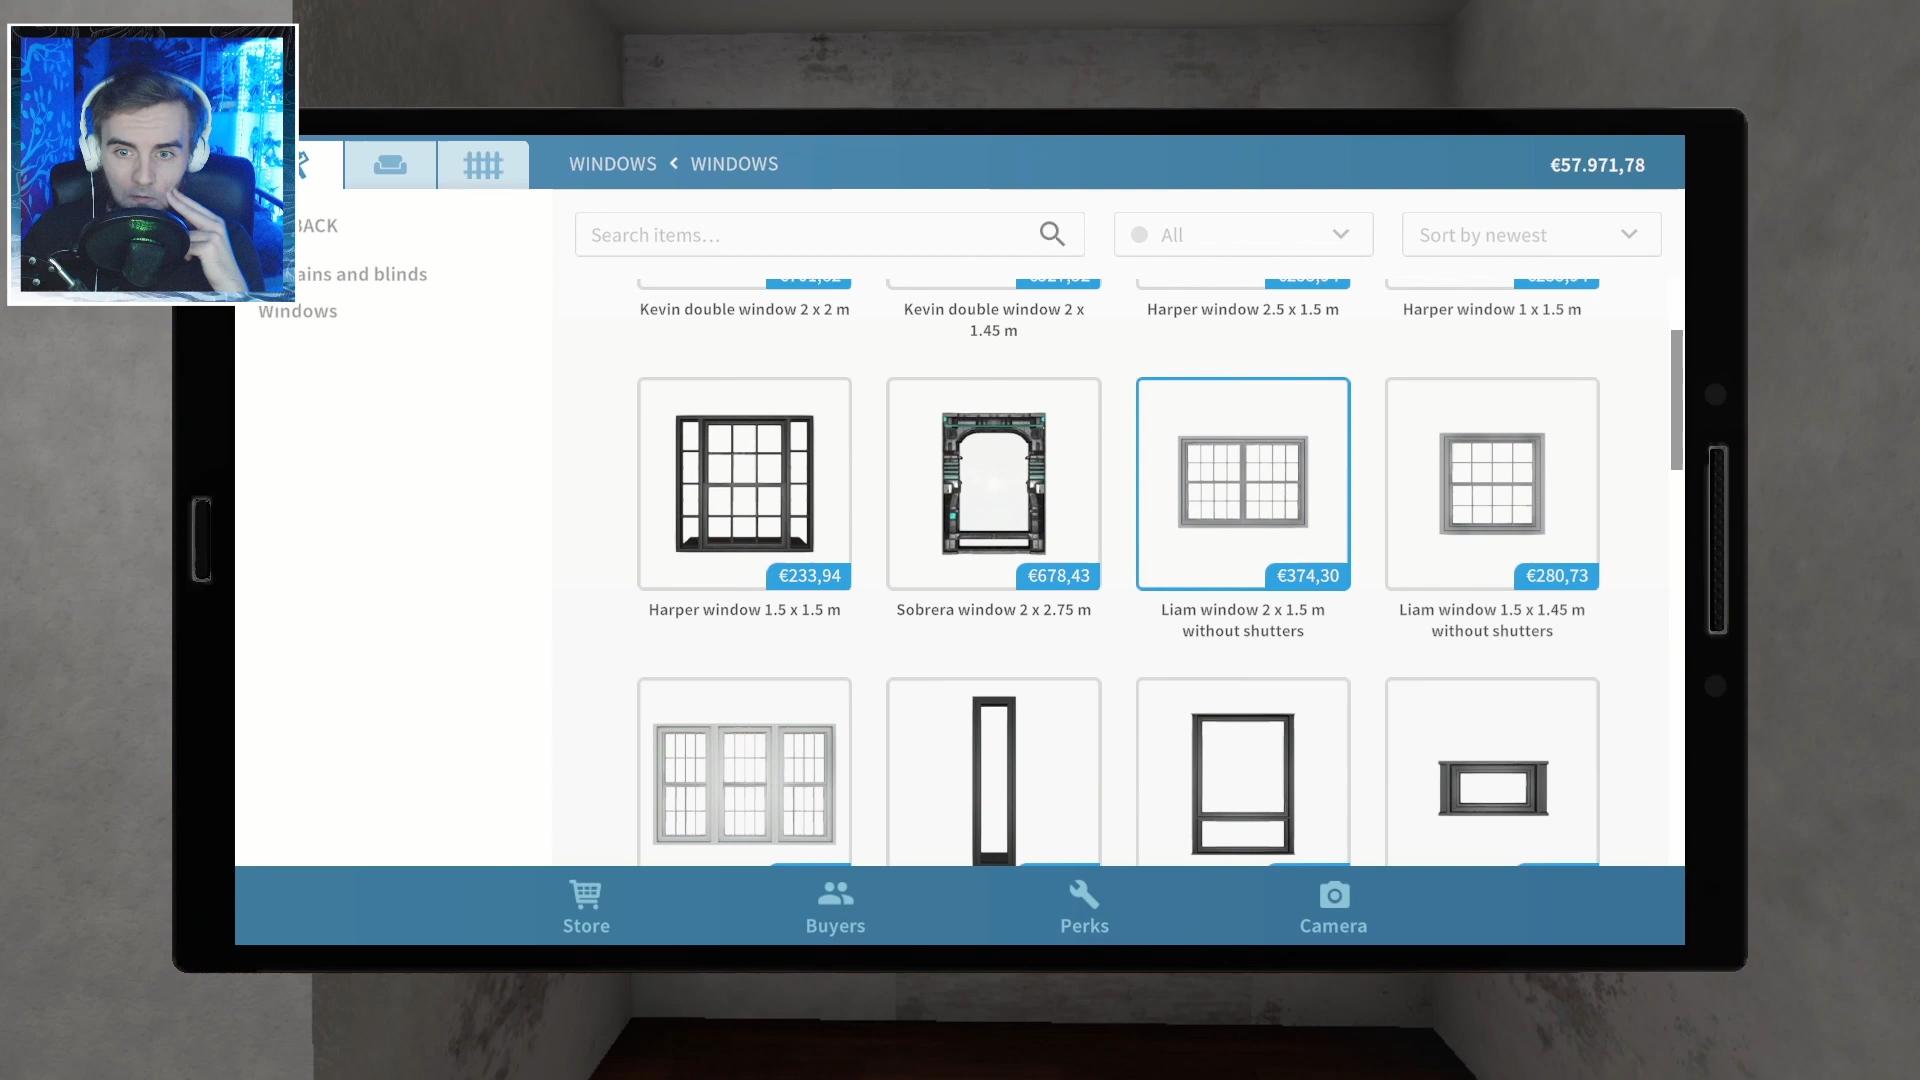 WINDOWS < WINDOWS
€57.971,78
BACK
Search items...
All
Sort by newest
ains and blinds
Windows
Kevin double window 2 x 2 m
Kevin double window 2 x
1.45 m
Harper window 2.5 x 1.5 m
Harper window 1 x 1.5 m
€233,94
€678,43
€374,30
€280,73
Harper window 1.5 x 1.5 m
Sobrera window 2 x 2.75 m
Liam window 2 x 1.5 m
without shutters
Liam window 1.5 x 1.45 m
without shutters
Store
Buyers
Perks
Camera